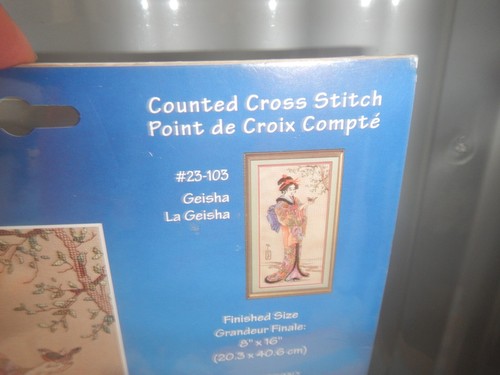 Counted Cross Stitch
Point de Croix Compté
#23-103
Geisha
La Geisha
Finished Size
Grandeur Finale:
8" x 16"
(20.3 x 40.6 cm)